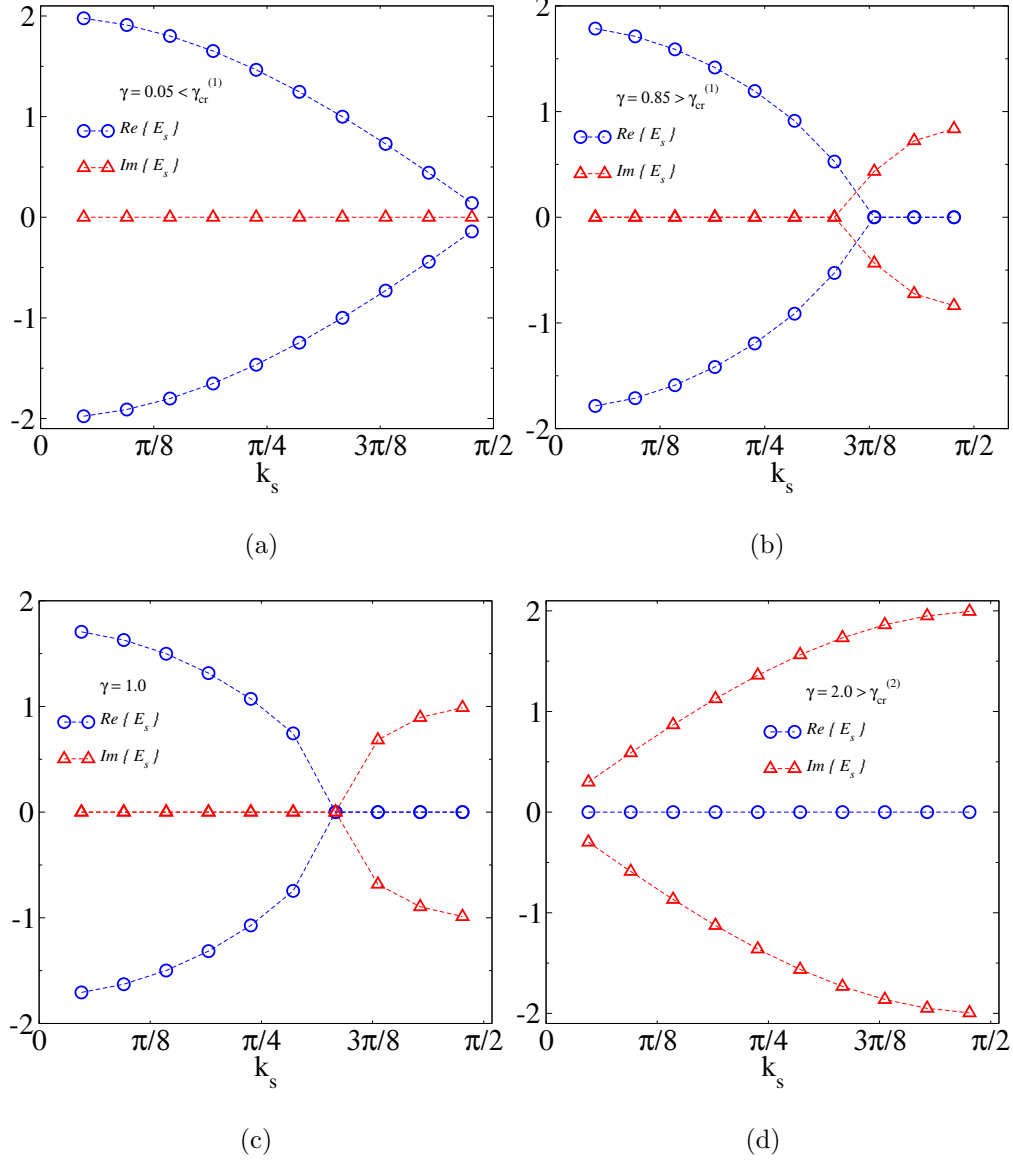 2
1
0
-1
-2
γ = 0.05 < γcr(1)
Re { Es }
Im { Es }
0 π/8 π/4 3π/8 π/2
ks
(a)
2
1
0
-1
-2
γ = 0.85 > γcr(1)
Re { Es }
Im { Es }
0 π/8 π/4 3π/8 π/2
ks
(b)
2
1
0
-1
-2
γ = 1.0
Re { Es }
Im { Es }
0 π/8 π/4 3π/8 π/2
ks
(c)
2
1
0
-1
-2
γ = 2.0 > γcr(2)
Re { Es }
Im { Es }
0 π/8 π/4 3π/8 π/2
ks
(d)